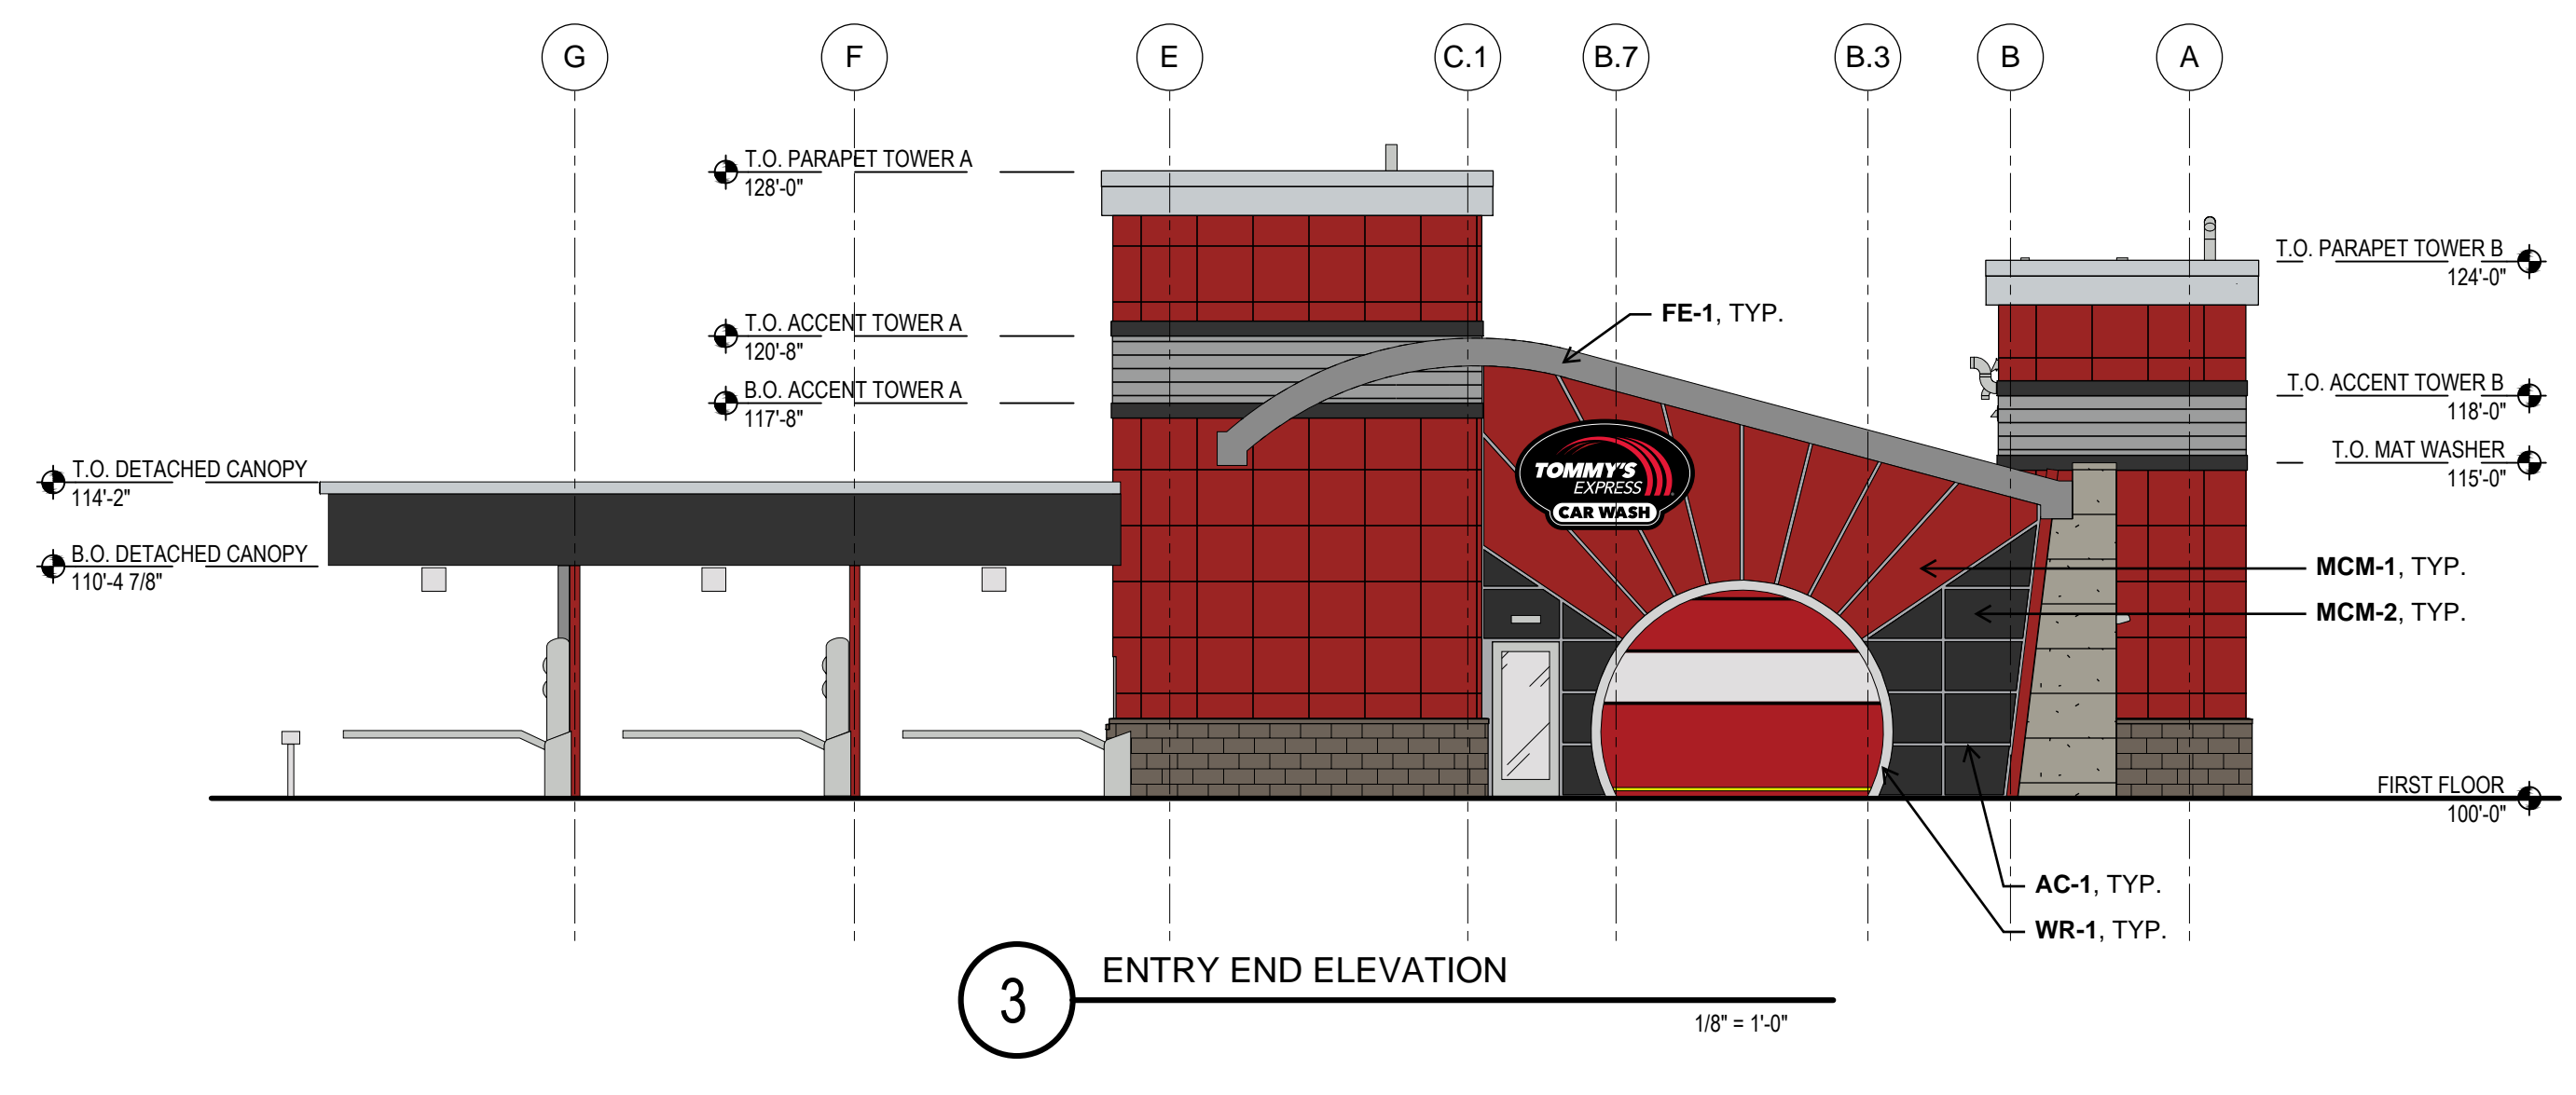 G
F
E
C.1
B.7
B.3
B
A
T.O. PARAPET TOWER A
128'-0"
T.O. ACCENT TOWER A
120'-8"
B.O. ACCENT TOWER A
117'-8"
T.O. DETACHED CANOPY
114'-2"
B.O. DETACHED CANOPY
110'-4 7/8"
FE-1, TYP.
TOMMY'S
EXPRESS
CAR WASH
T.O. PARAPET TOWER B
124'-0"
T.O. ACCENT TOWER B
118'-0"
T.O. MAT WASHER
115'-0"
MCM-1, TYP.
MCM-2, TYP.
FIRST FLOOR
100'-0"
AC-1, TYP.
WR-1, TYP.
3
ENTRY END ELEVATION
1/8" = 1'-0"